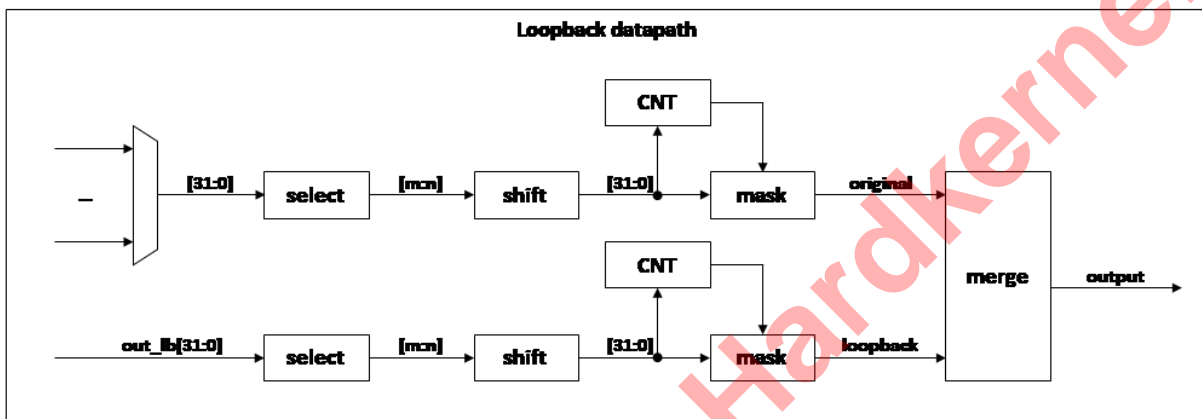 Loopback datapath
CNT
[31:0]
select
[m:n]
shift
[31:0]
mask
original
CNT
merge
output
out_lb[31:0]
select
[m:n]
shift
[31:0]
mask
loopback
Hardkerne